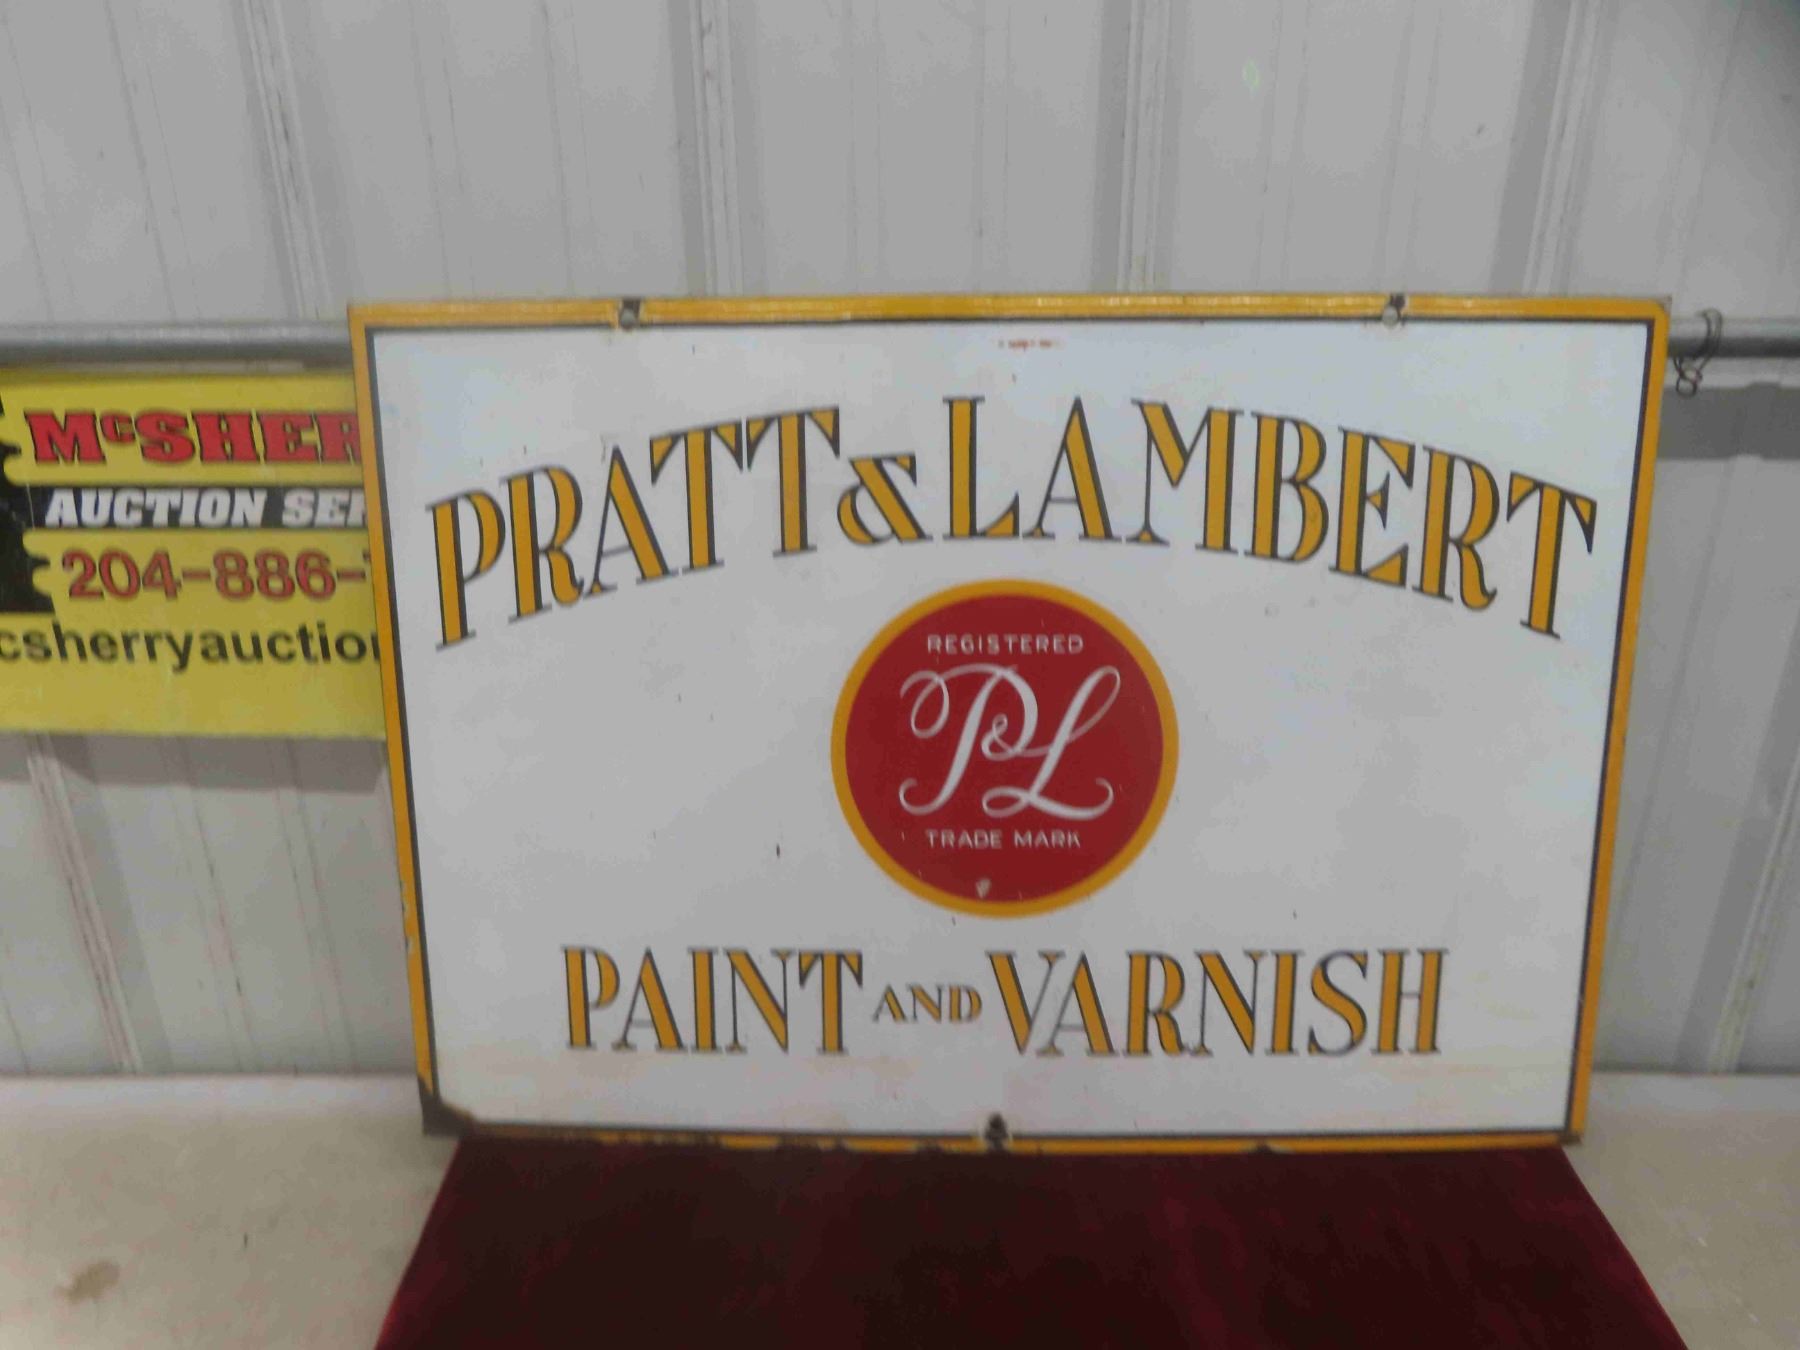 PRATT & LAMBERT
REGISTERED
P&L
TRADE MARK
PAINT AND VARNISH
McSHER
AUCTION SE
204-886-
csherryauction